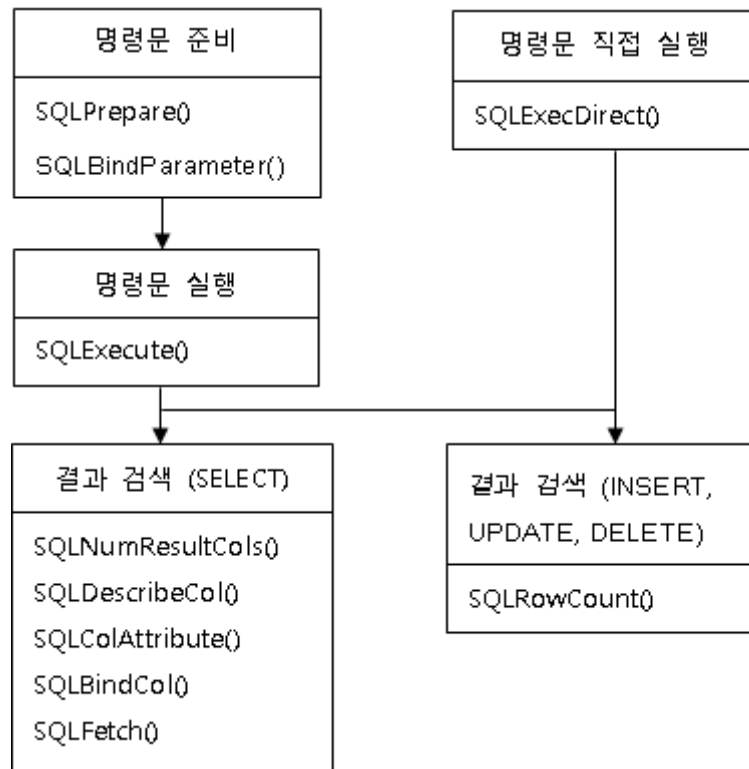 명령문 준비
SQLPrepare()
SQLBindParameter()
명령문 직접 실행
SQLExecDirect()
명령문 실행
SQLExecute()
결과 검색 (SELECT)
SQLNumResultCols()
SQLDescribeCol()
SQLColAttribute()
SQLBindCol()
SQLFetch()
결과 검색 (INSERT,
UPDATE, DELETE)
SQLRowCount()